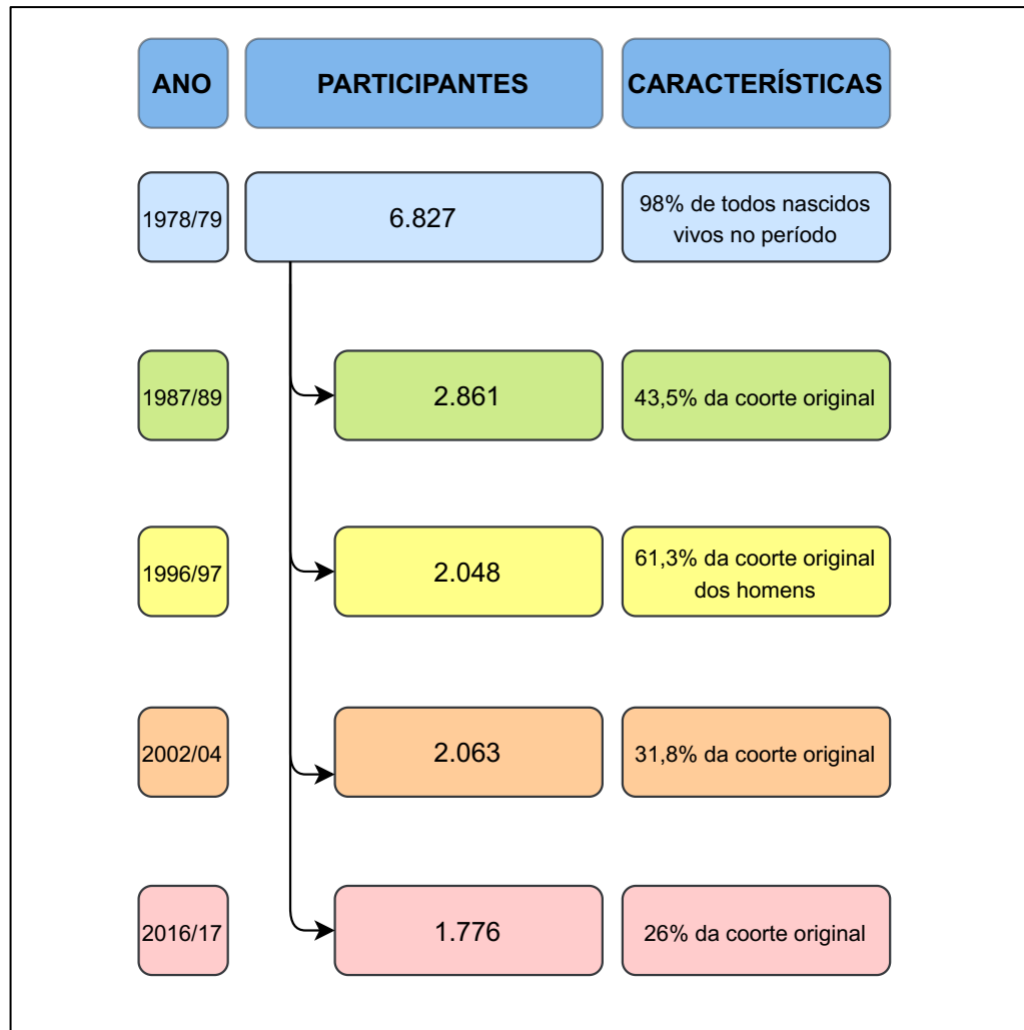 ANO
PARTICIPANTES
CARACTERÍSTICAS
1978/79
6.827
98% de todos nascidos
vivos no período
1987/89
2.861
43,5% da coorte original
1996/97
2.048
61,3% da coorte original
dos homens
2002/04
2.063
31,8% da coorte original
2016/17
1.776
26% da coorte original